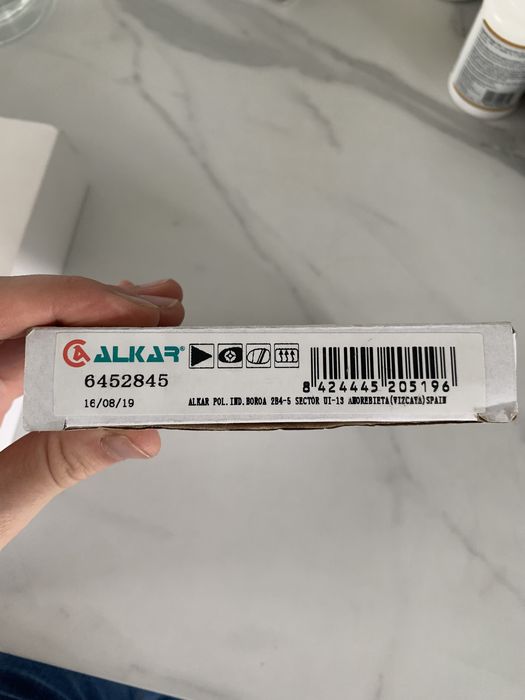 ALKAR®
6452845
16/08/19
8 424445 205196
ALKAR POL.IND.BOROA 2B4-5 SECTOR UI-13 AMOREBIETA(VIZCAYA)SPAIN